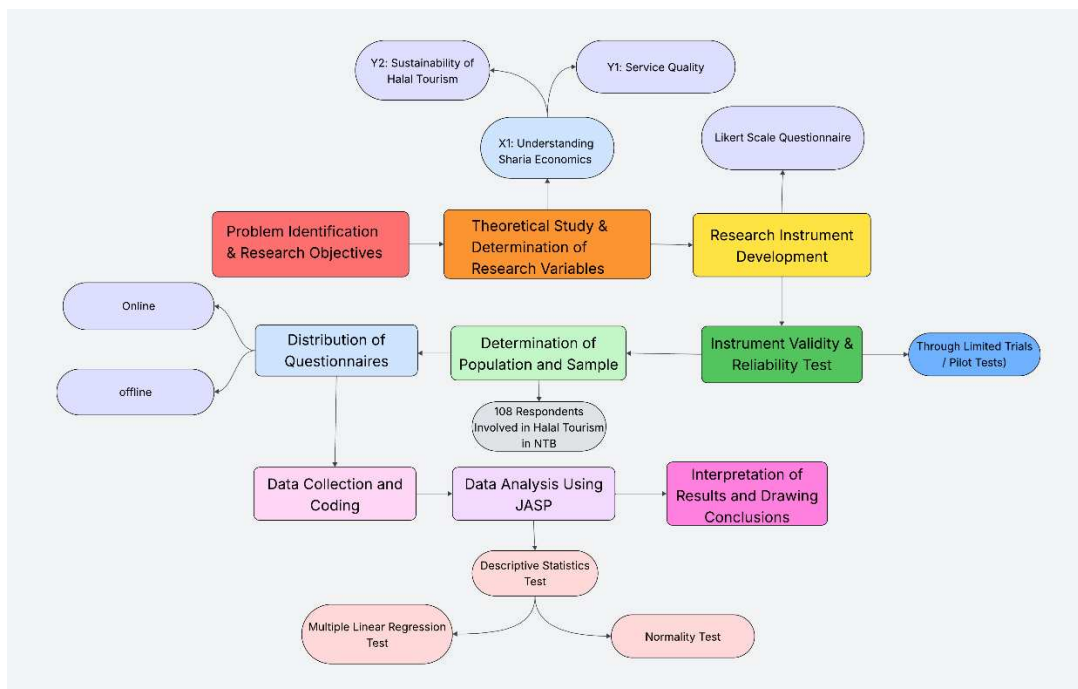 Y2: Sustainability of
Halal Tourism
Y1: Service Quality
X1: Understanding
Sharia Economics
Likert Scale Questionnaire
Problem Identification
& Research Objectives
Theoretical Study &
Determination of
Research Variables
Research Instrument
Development
Online
offline
Distribution of
Questionnaires
Determination of
Population and Sample
Instrument Validity &
Reliability Test
Through Limited Trials
/ Pilot Tests)
108 Respondents
Involved in Halal Tourism
in NTB
Data Collection and
Coding
Data Analysis Using
JASP
Interpretation of
Results and Drawing
Conclusions
Descriptive Statistics
Test
Multiple Linear Regression
Test
Normality Test